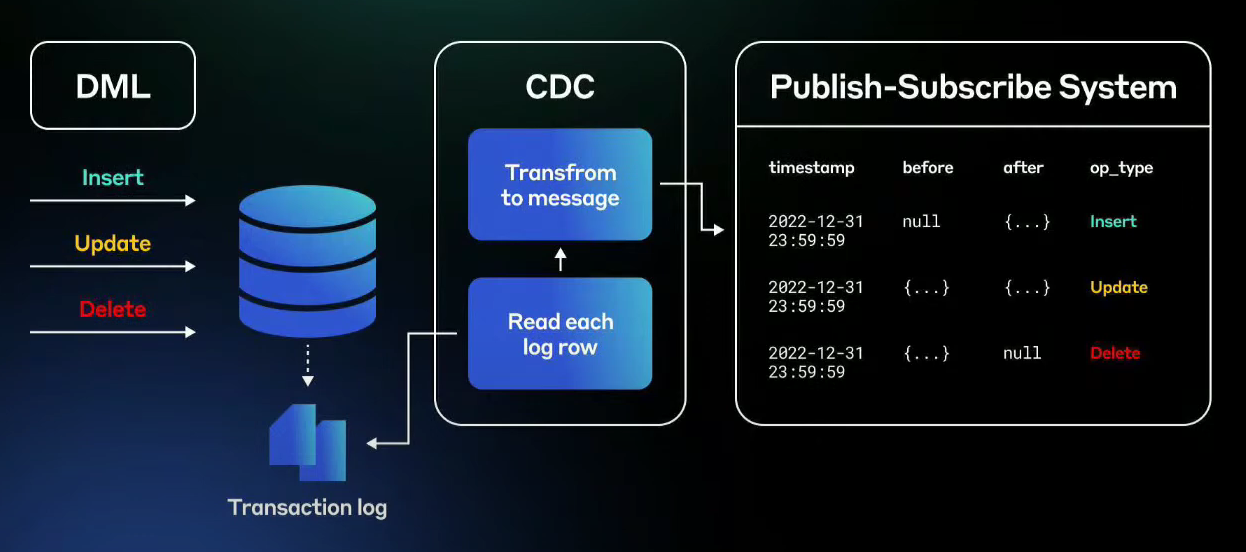 DML
Insert
Update
Delete
Transaction log
CDC
Transfrom
to message
Read each
log row
Publish-Subscribe System
timestamp before after op_type
2022-12-31 null {...} Insert
23:59:59
2022-12-31 {...} {...} Update
23:59:59
2022-12-31 {...} null Delete
23:59:59